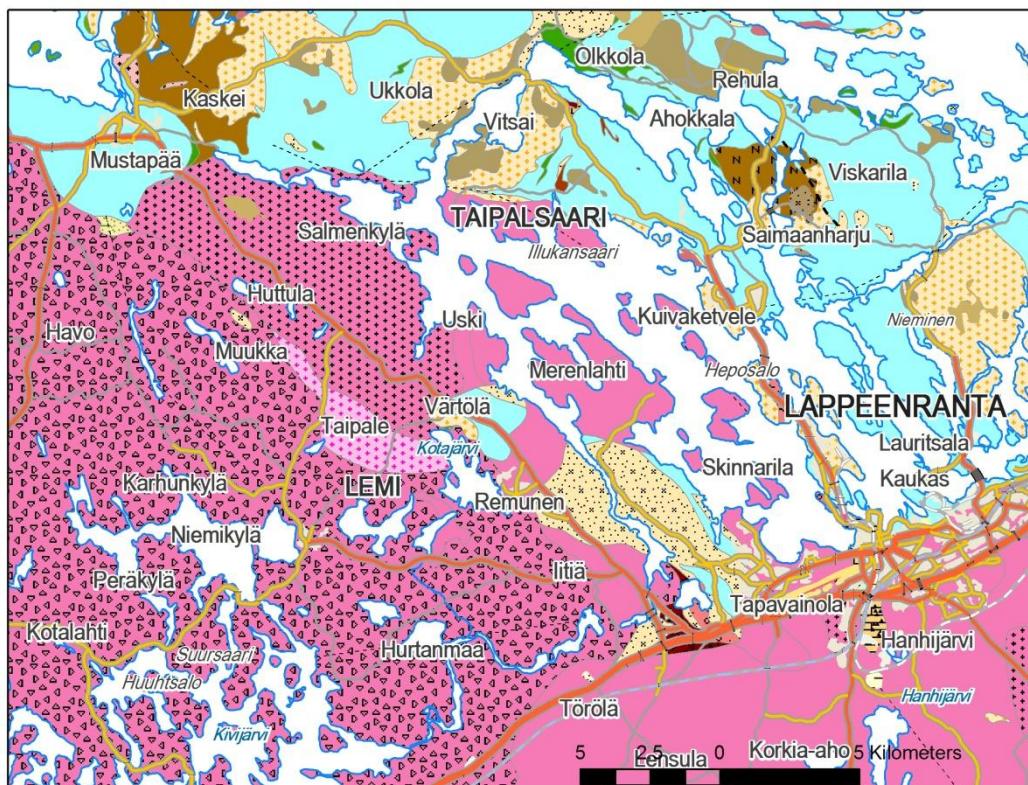 Olkkola
Rehula
Kaskei
Ukkola
Vitsai
Ahokkala
Mustapää
Viskarila
TAIPALSAARI
Salmenkylä
Illukansaari
Saimaanharju
Huttula
Uski
Kuivaketvele
Nieminen
Havo
Muukka
Merenlahti
Heposalo
Värtölä
LAPPEENRANTA
Taipale
Kotajärvi
Lauritsala
Karhunkylä
LEMI
Skinnarila
Kaukas
Remunen
Niemikylä
Peräkylä
Iitiä
Tapavainola
Kotalahti
Hurtanmaa
Hanhijärvi
Suursaari
Huuhtsalo
Törölä
Hanhijärvi
Kivijärvi
Korkia-aho
5 2,5 0 5 Kilometers
Lensula